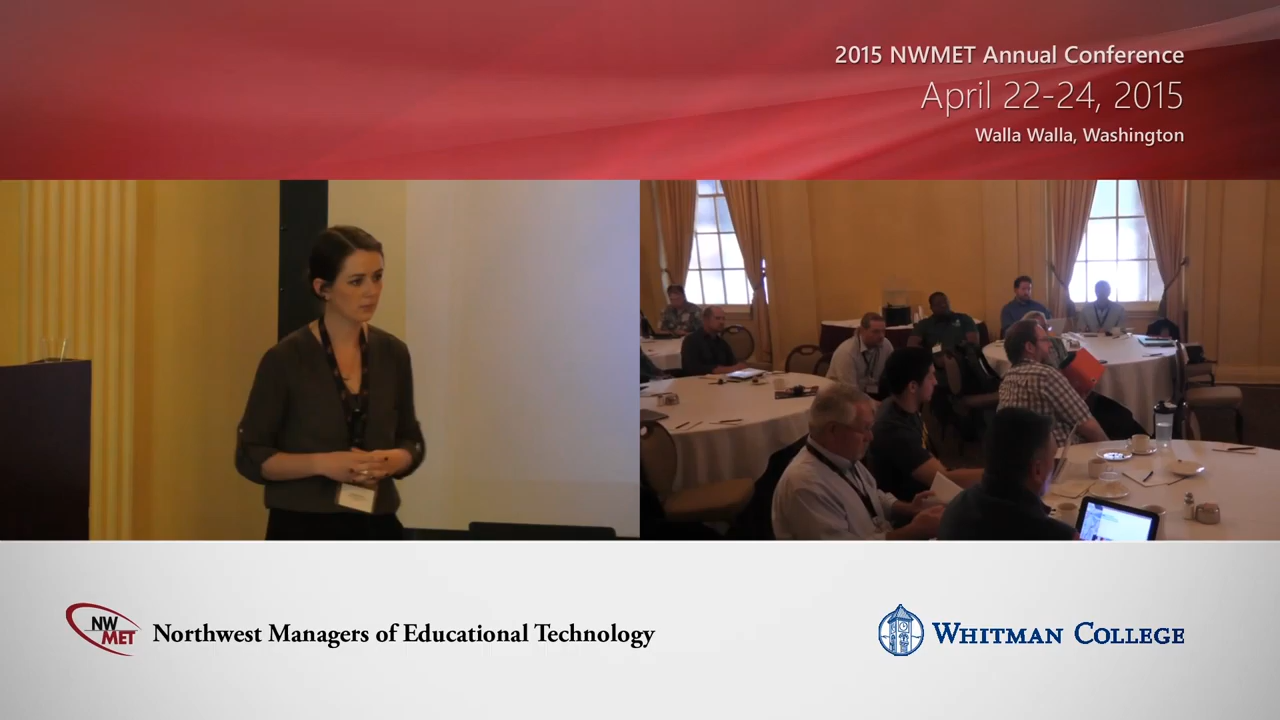 2015 NWMET Annual Conference
April 22-24, 2015
Walla Walla, Washington
NW
MET
Northwest Managers of Educational Technology
WHITMAN COLLEGE